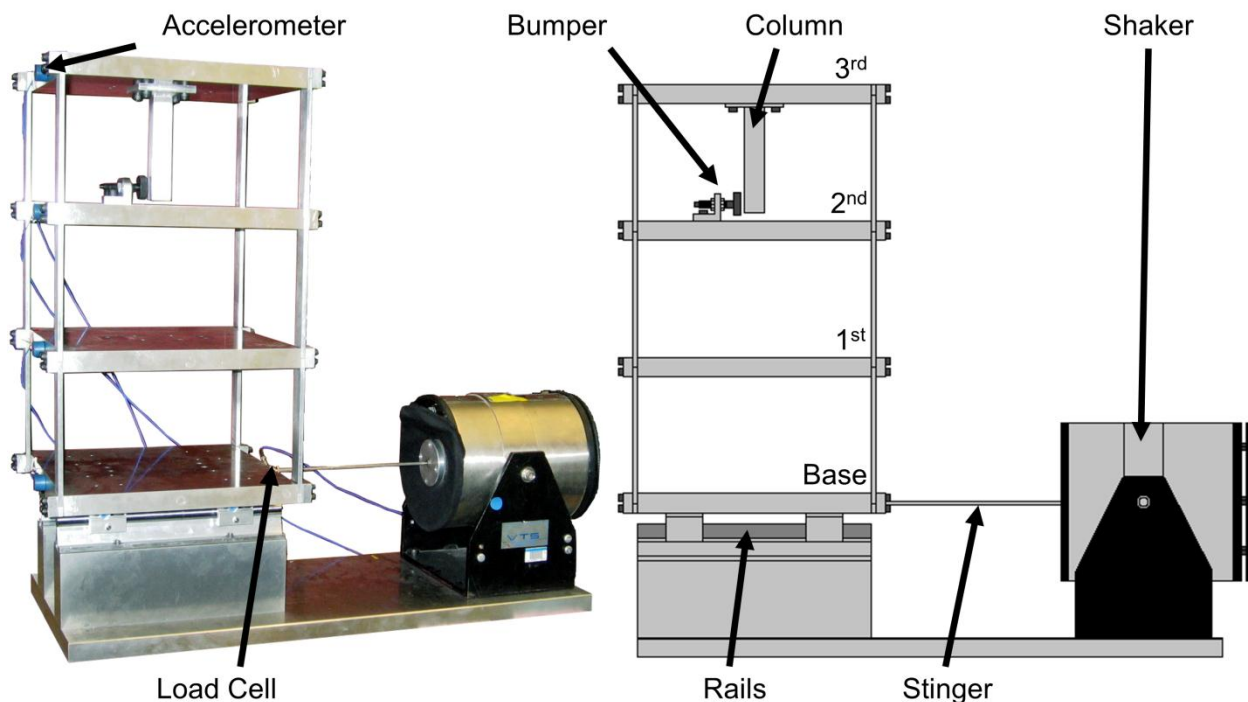 Accelerometer
Bumper
Column
Shaker
3rd
2nd
1st
Base
VTS
Load Cell
Rails
Stinger